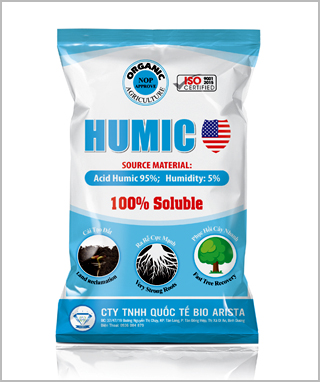 ORGANIC
NOP
APPROVE
AGRICULTURE
ISO 9001
2015
CERTIFIED
HUMIC
SOURCE MATERIAL:
Acid Humic 95%; Humidity: 5%
100% Soluble
Cải Tạo Đất
Land Reclamation
Ra Rễ Cực Mạnh
Very Strong Roots
Phục Hồi Cây Nhanh
Fast Tree Recovery
CTY TNHH QUỐC TẾ BIO ARISTA